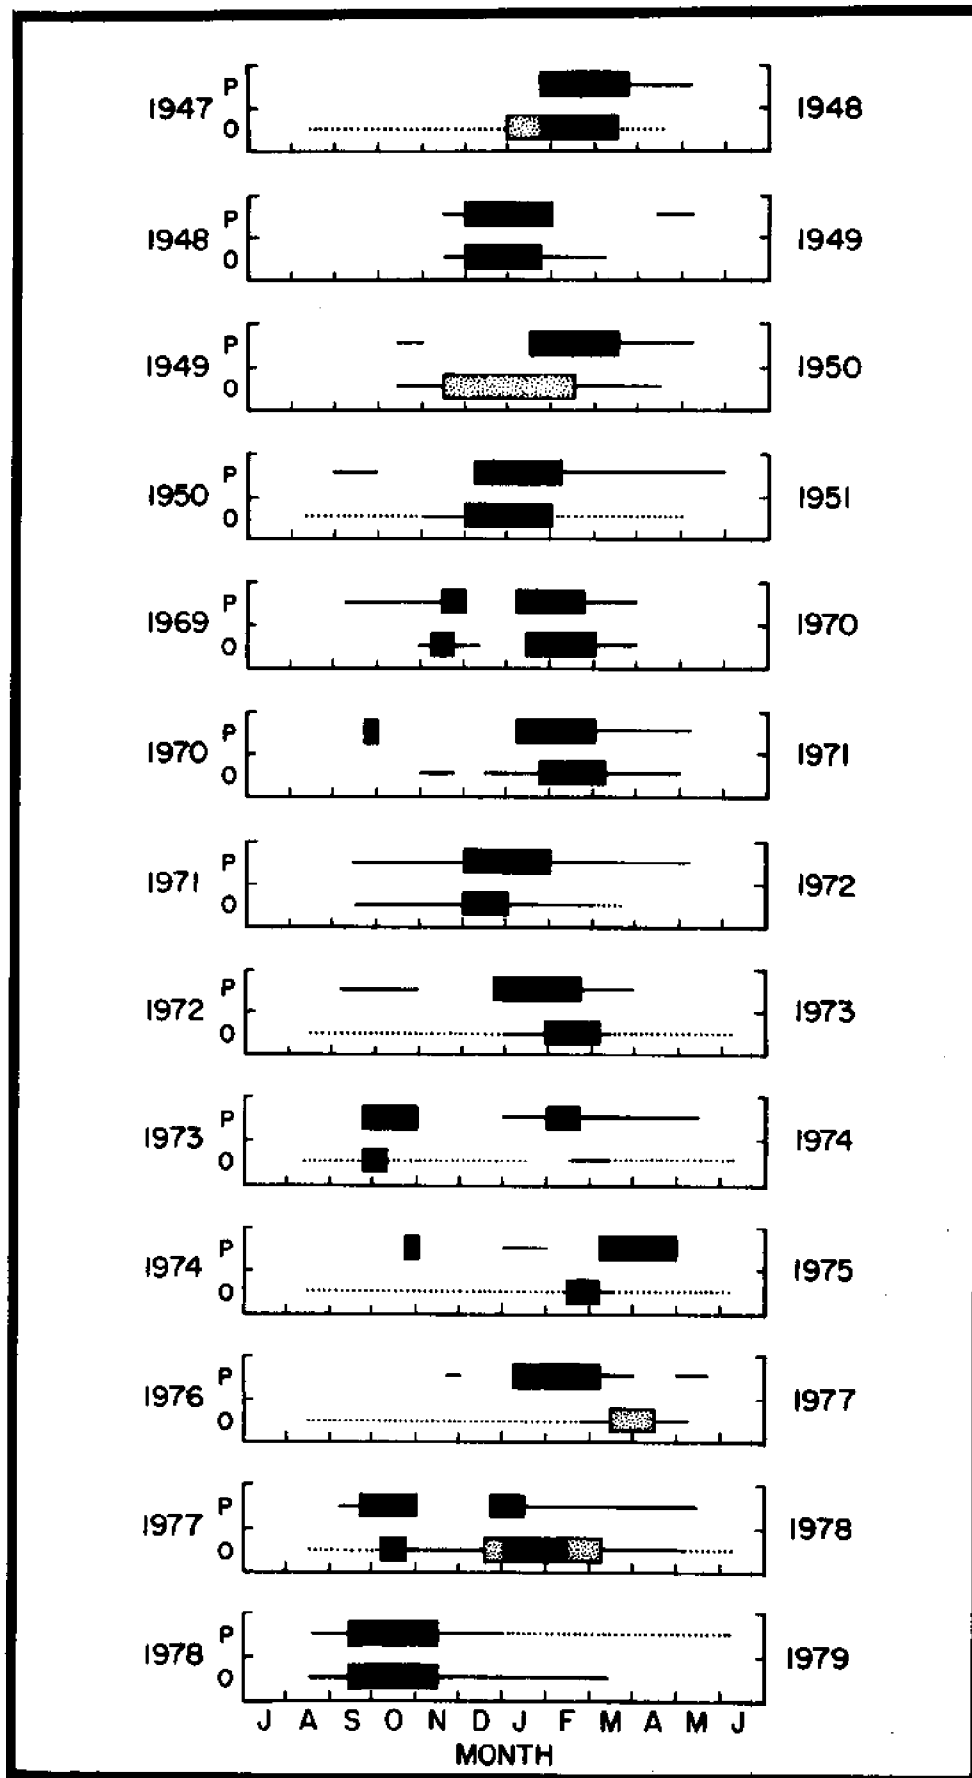 P
1947 1948
O
P
1948 1949
O
P
1949 1950
O
P
1950 1951
O
P
1969 1970
O
P
1970 1971
O
P
1971 1972
O
P
1972 1973
O
P
1973 1974
O
P
1974 1975
O
P
1976 1977
O
P
1977 1978
O
P
1978 1979
O
J A S O N D J F M A M J
MONTH